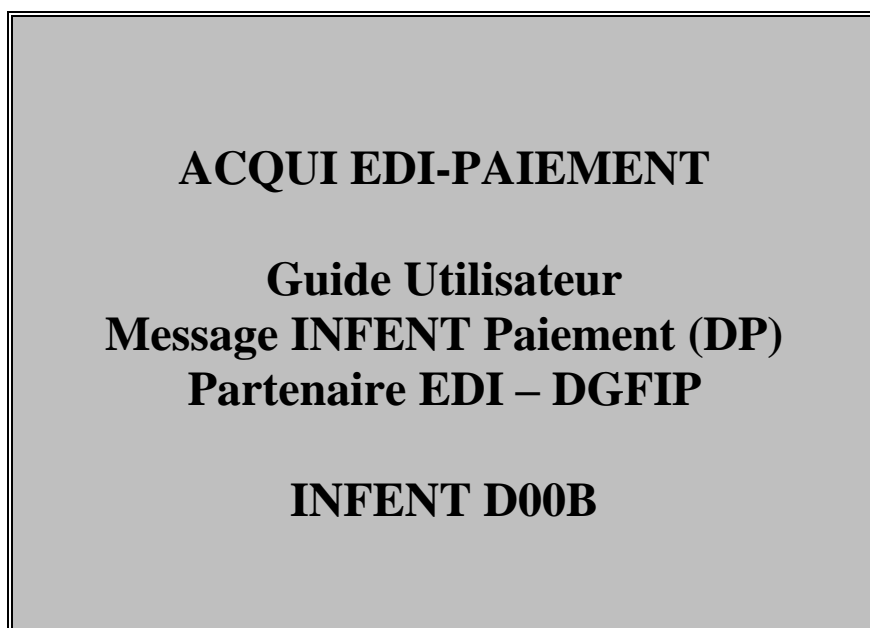 ACQUI EDI-PAIEMENT
Guide Utilisateur
Message INFENT Paiement (DP)
Partenaire EDI – DGFIP
INFENT D00B